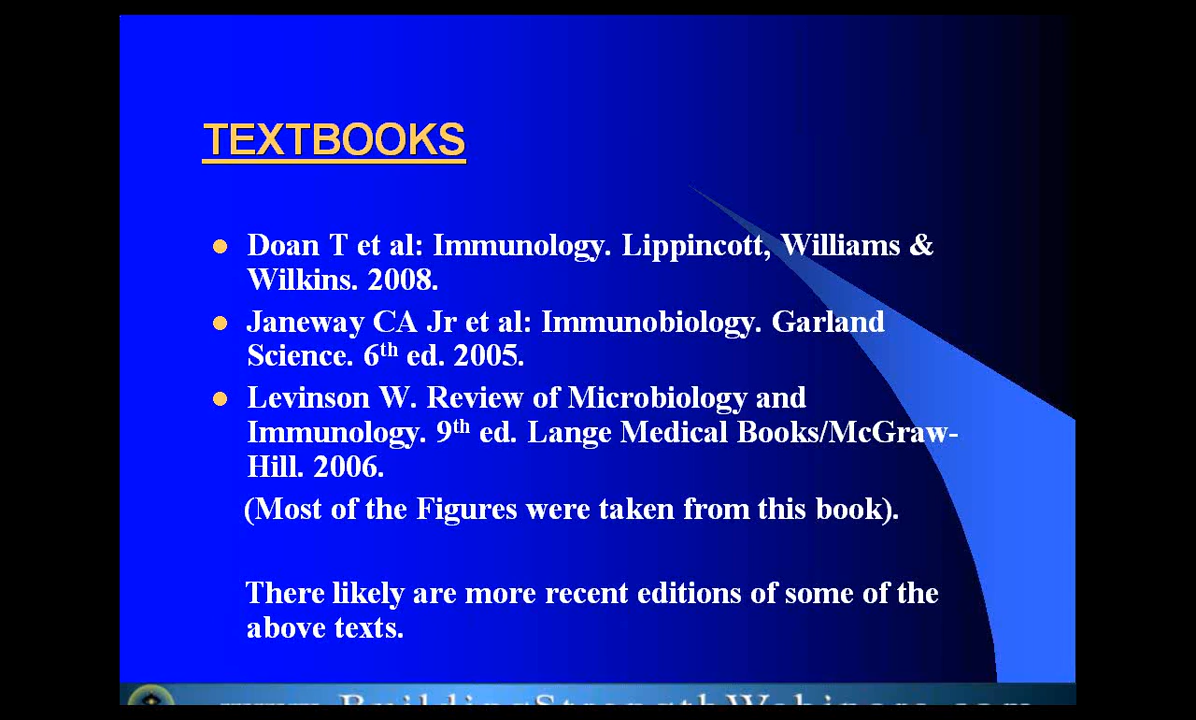 TEXTBOOKS
Doan T et al: Immunology. Lippincott, Williams &
Wilkins. 2008.
Janeway CA Jr et al: Immunobiology. Garland
Science. 6th ed. 2005.
Levinson W. Review of Microbiology and
Immunology. 9th ed. Lange Medical Books/McGraw-
Hill. 2006.
(Most of the Figures were taken from this book).
There likely are more recent editions of some of the
above texts.
www.BuildingStrengthWebinars.com